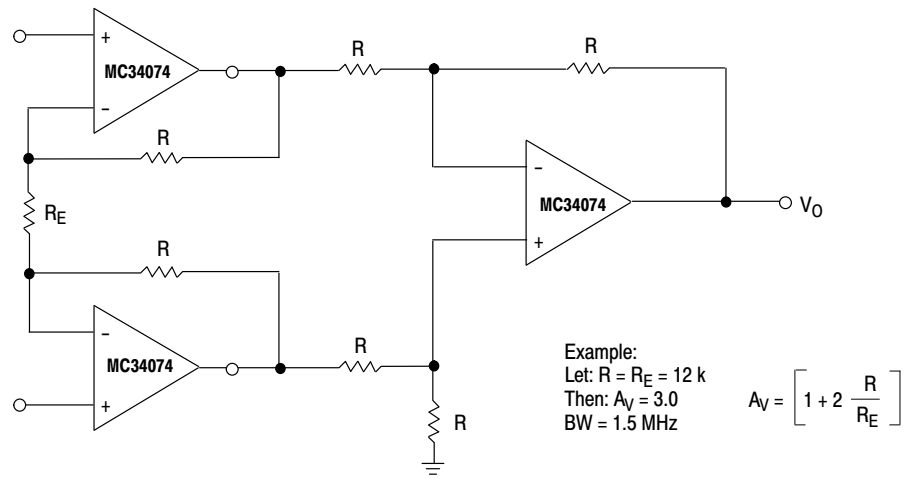 R
R
+
MC34074
−
R
−
MC34074
+
V_O
R_E
R
−
MC34074
+
R
R
Example:
Let: R = R_E = 12 k
Then: A_V = 3.0
BW = 1.5 MHz
A_V = [1 + 2 R/R_E]